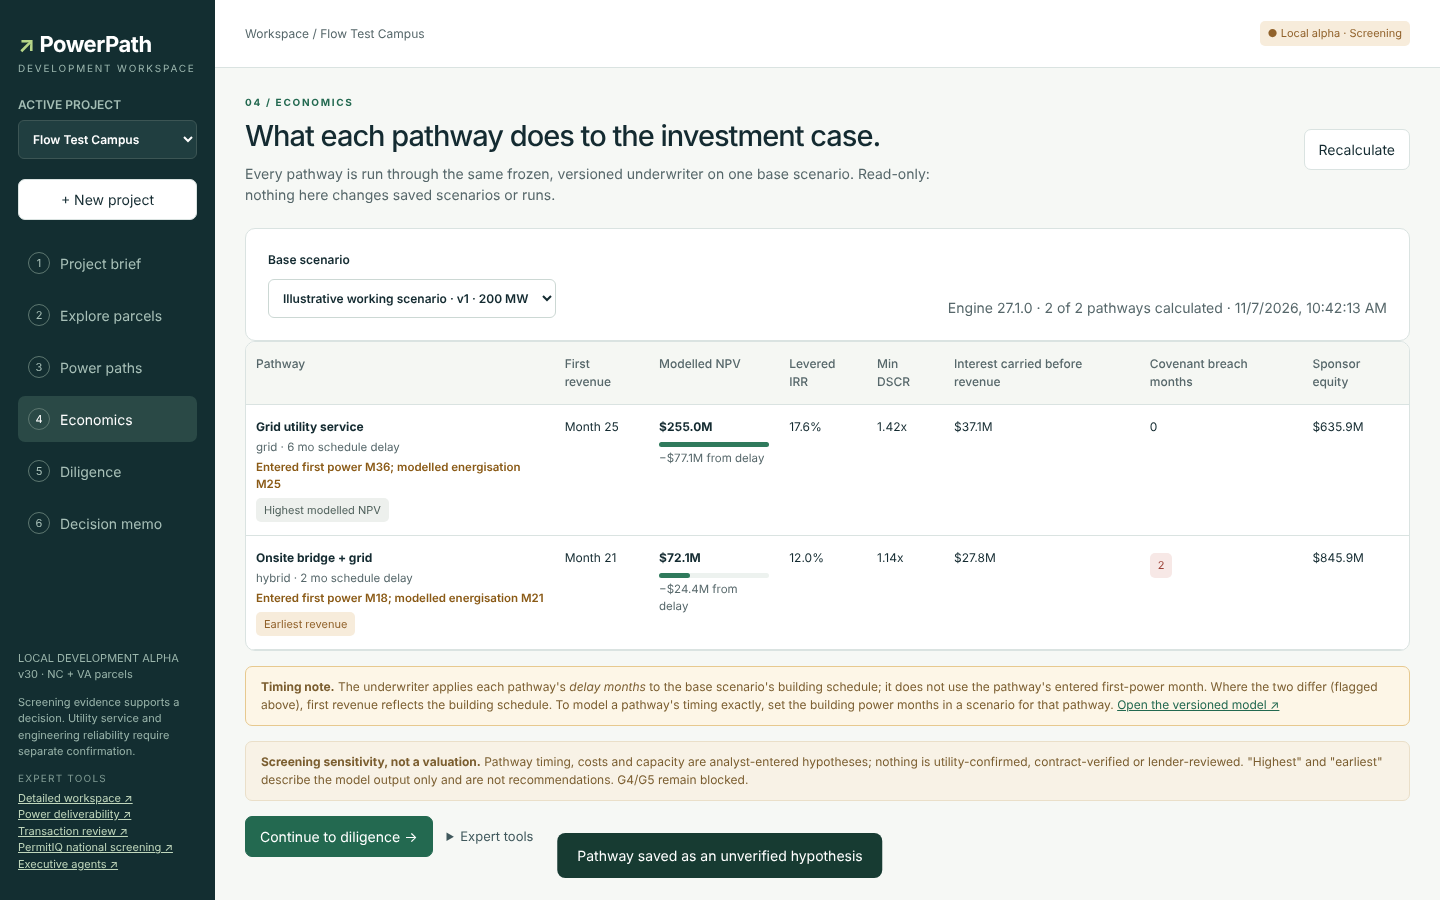 PowerPath
DEVELOPMENT WORKSPACE
ACTIVE PROJECT
Flow Test Campus
+ New project
1 Project brief
2 Explore parcels
3 Power paths
4 Economics
5 Diligence
6 Decision memo
LOCAL DEVELOPMENT ALPHA
v30 · NC + VA parcels
Screening evidence supports a
decision. Utility service and
engineering reliability require
separate confirmation.
EXPERT TOOLS
Detailed workspace ↗
Power deliverability ↗
Transaction review ↗
PermitIQ national screening ↗
Executive agents ↗
Workspace / Flow Test Campus
● Local alpha · Screening
04 / ECONOMICS
What each pathway does to the investment case.
Every pathway is run through the same frozen, versioned underwriter on one base scenario. Read-only:
nothing here changes saved scenarios or runs.
Recalculate
Base scenario
Illustrative working scenario · v1 · 200 MW
Engine 27.1.0 · 2 of 2 pathways calculated · 11/7/2026, 10:42:13 AM
Pathway
First
revenue
Modelled NPV
Levered
IRR
Min
DSCR
Interest carried before
revenue
Covenant breach
months
Sponsor
equity
Grid utility service
grid · 6 mo schedule delay
Entered first power M36; modelled energisation
M25
Highest modelled NPV
Month 25
$255.0M
−$77.1M from delay
17.6%
1.42x
$37.1M
0
$635.9M
Onsite bridge + grid
hybrid · 2 mo schedule delay
Entered first power M18; modelled energisation M21
Earliest revenue
Month 21
$72.1M
−$24.4M from
delay
12.0%
1.14x
$27.8M
2
$845.9M
Timing note. The underwriter applies each pathway's delay months to the base scenario's building schedule; it does not use the pathway's entered first-power month. Where the two differ (flagged
above), first revenue reflects the building schedule. To model a pathway's timing exactly, set the building power months in a scenario for that pathway. Open the versioned model ↗
Screening sensitivity, not a valuation. Pathway timing, costs and capacity are analyst-entered hypotheses; nothing is utility-confirmed, contract-verified or lender-reviewed. "Highest" and "earliest"
describe the model output only and are not recommendations. G4/G5 remain blocked.
Continue to diligence →
▶ Expert tools
Pathway saved as an unverified hypothesis